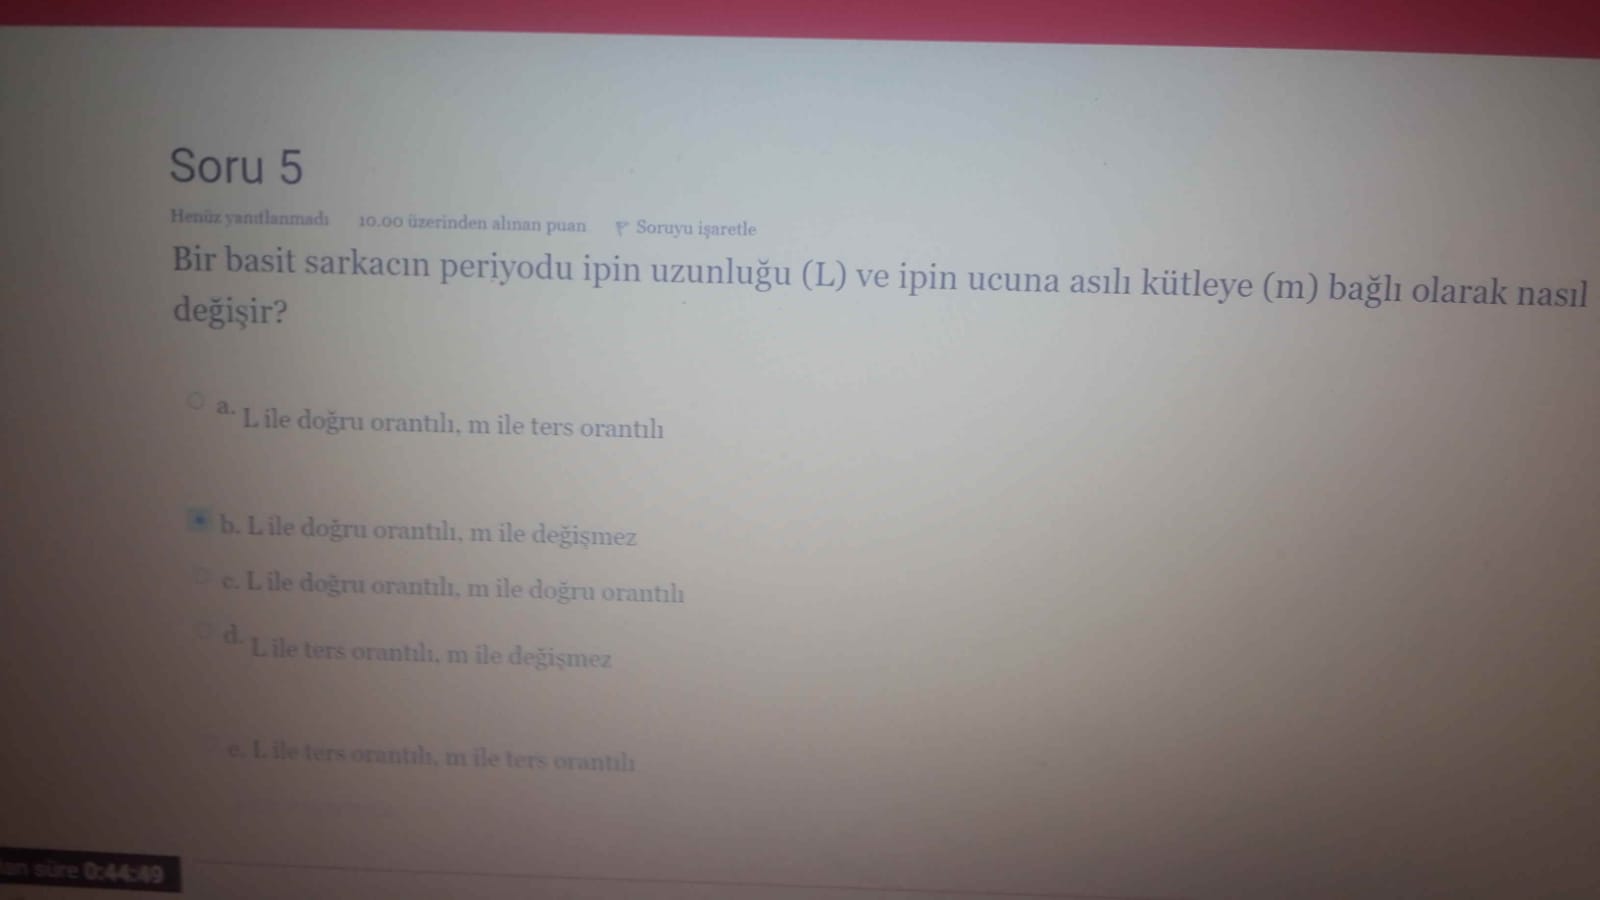 Soru 5
Henüz yanıtlanmadı 10.00 üzerinden alınan puan Soruyu işaretle
Bir basit sarkacın periyodu ipin uzunluğu (L) ve ipin ucuna asılı kütleye (m) bağlı olarak nasıl
değişir?
a. L ile doğru orantılı, m ile ters orantılı
b. L ile doğru orantılı, m ile değişmez
c. L ile doğru orantılı, m ile doğru orantılı
d. L ile ters orantılı, m ile değişmez
e. L ile ters orantılı, m ile ters orantılı
süre 0:44:49